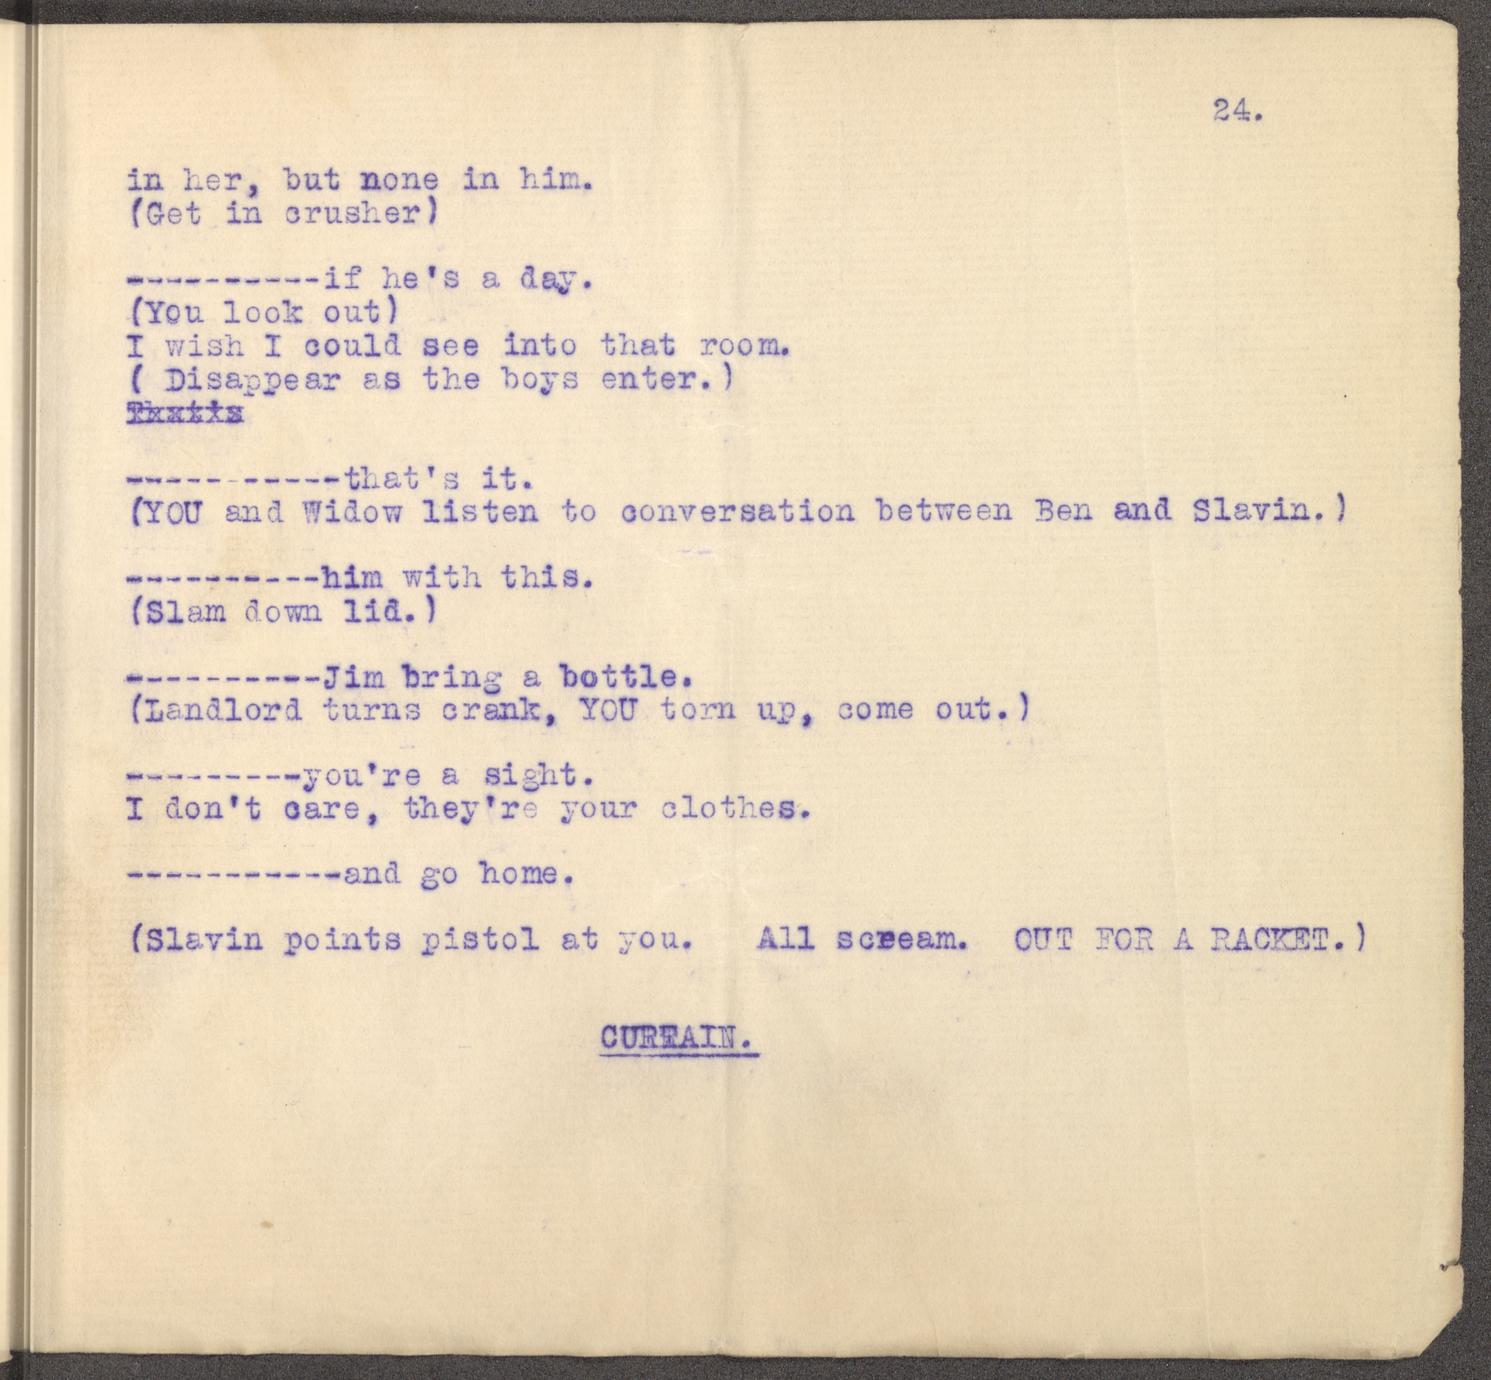 24.
in her, but none in him.
(Get in crusher)
----------if he's a day.
(You look out)
I wish I could see into that room.
( Disappear as the boys enter.)
-----------that's it.
(YOU and Widow listen to conversation between Ben and Slavin.)
----------him with this.
(Slam down lid.)
----------Jim bring a bottle.
(Landlord turns crank, YOU torn up, come out.)
---------you're a sight.
I don't care, they're your clothes.
-----------and go home.
(Slavin points pistol at you. All scream. OUT FOR A RACKET.)
CURTAIN.